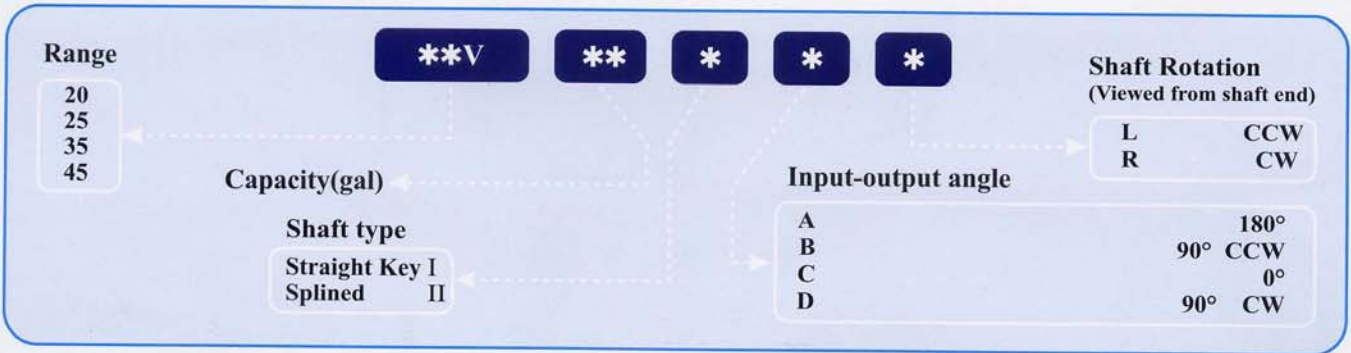 **V ** * * *
Range
20
25
35
45
Capacity(gal)
Shaft type
Straight Key I
Splined II
Input-output angle
A 180°
B 90° CCW
C 0°
D 90° CW
Shaft Rotation
(Viewed from shaft end)
L CCW
R CW